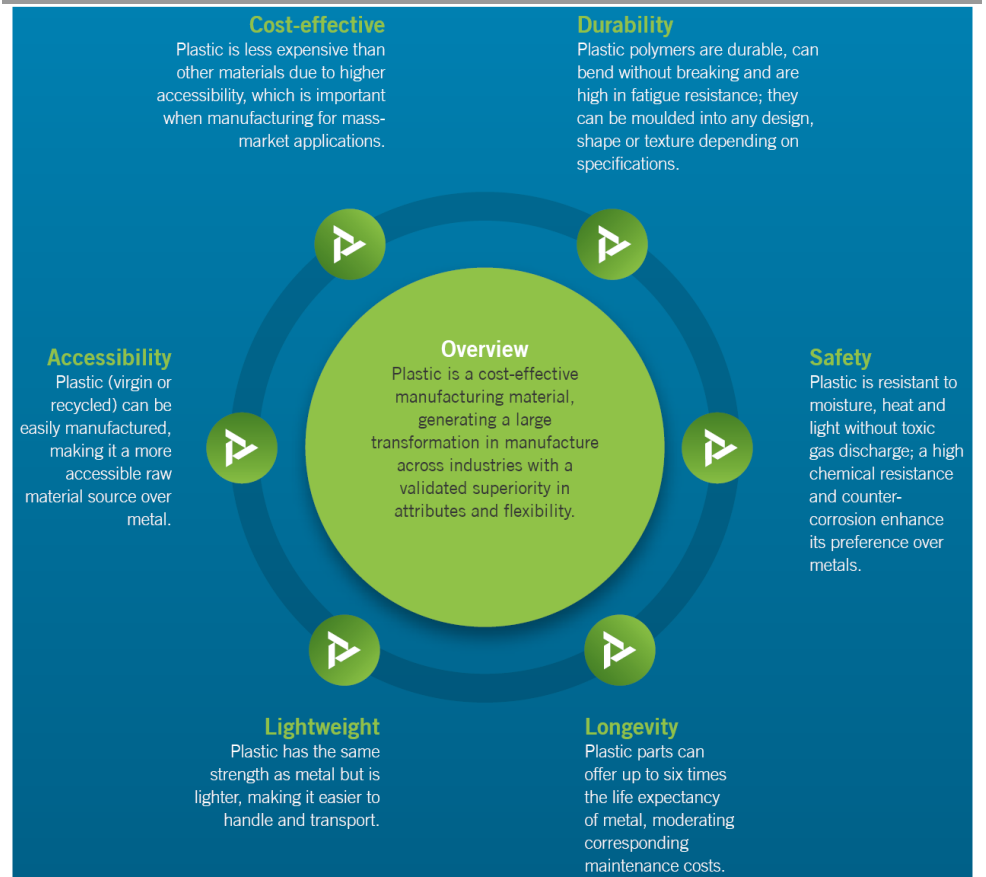 Cost-effective
Plastic is less expensive than
other materials due to higher
accessibility, which is important
when manufacturing for mass-
market applications.
Durability
Plastic polymers are durable, can
bend without breaking and are
high in fatigue resistance; they
can be moulded into any design,
shape or texture depending on
specifications.
Accessibility
Plastic (virgin or
recycled) can be
easily manufactured,
making it a more
accessible raw
material source over
metal.
Overview
Plastic is a cost-effective
manufacturing material,
generating a large
transformation in manufacture
across industries with a
validated superiority in
attributes and flexibility.
Safety
Plastic is resistant to
moisture, heat and
light without toxic
gas discharge; a high
chemical resistance
and counter-
corrosion enhance
its preference over
metals.
Lightweight
Plastic has the same
strength as metal but is
lighter, making it easier to
handle and transport.
Longevity
Plastic parts can
offer up to six times
the life expectancy
of metal, moderating
corresponding
maintenance costs.